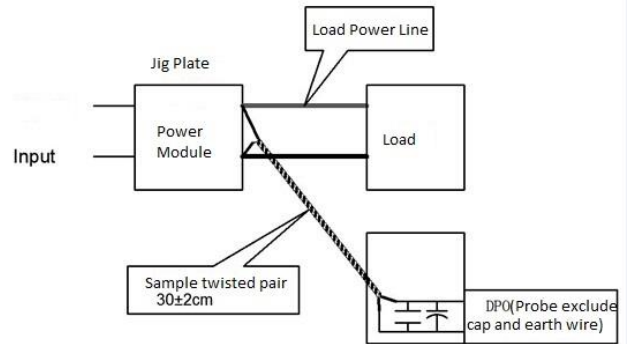 Load Power Line
Jig Plate
Power
Module
Load
Input
Sample twisted pair
30±2cm
DPO(Probe exclude
cap and earth wire)